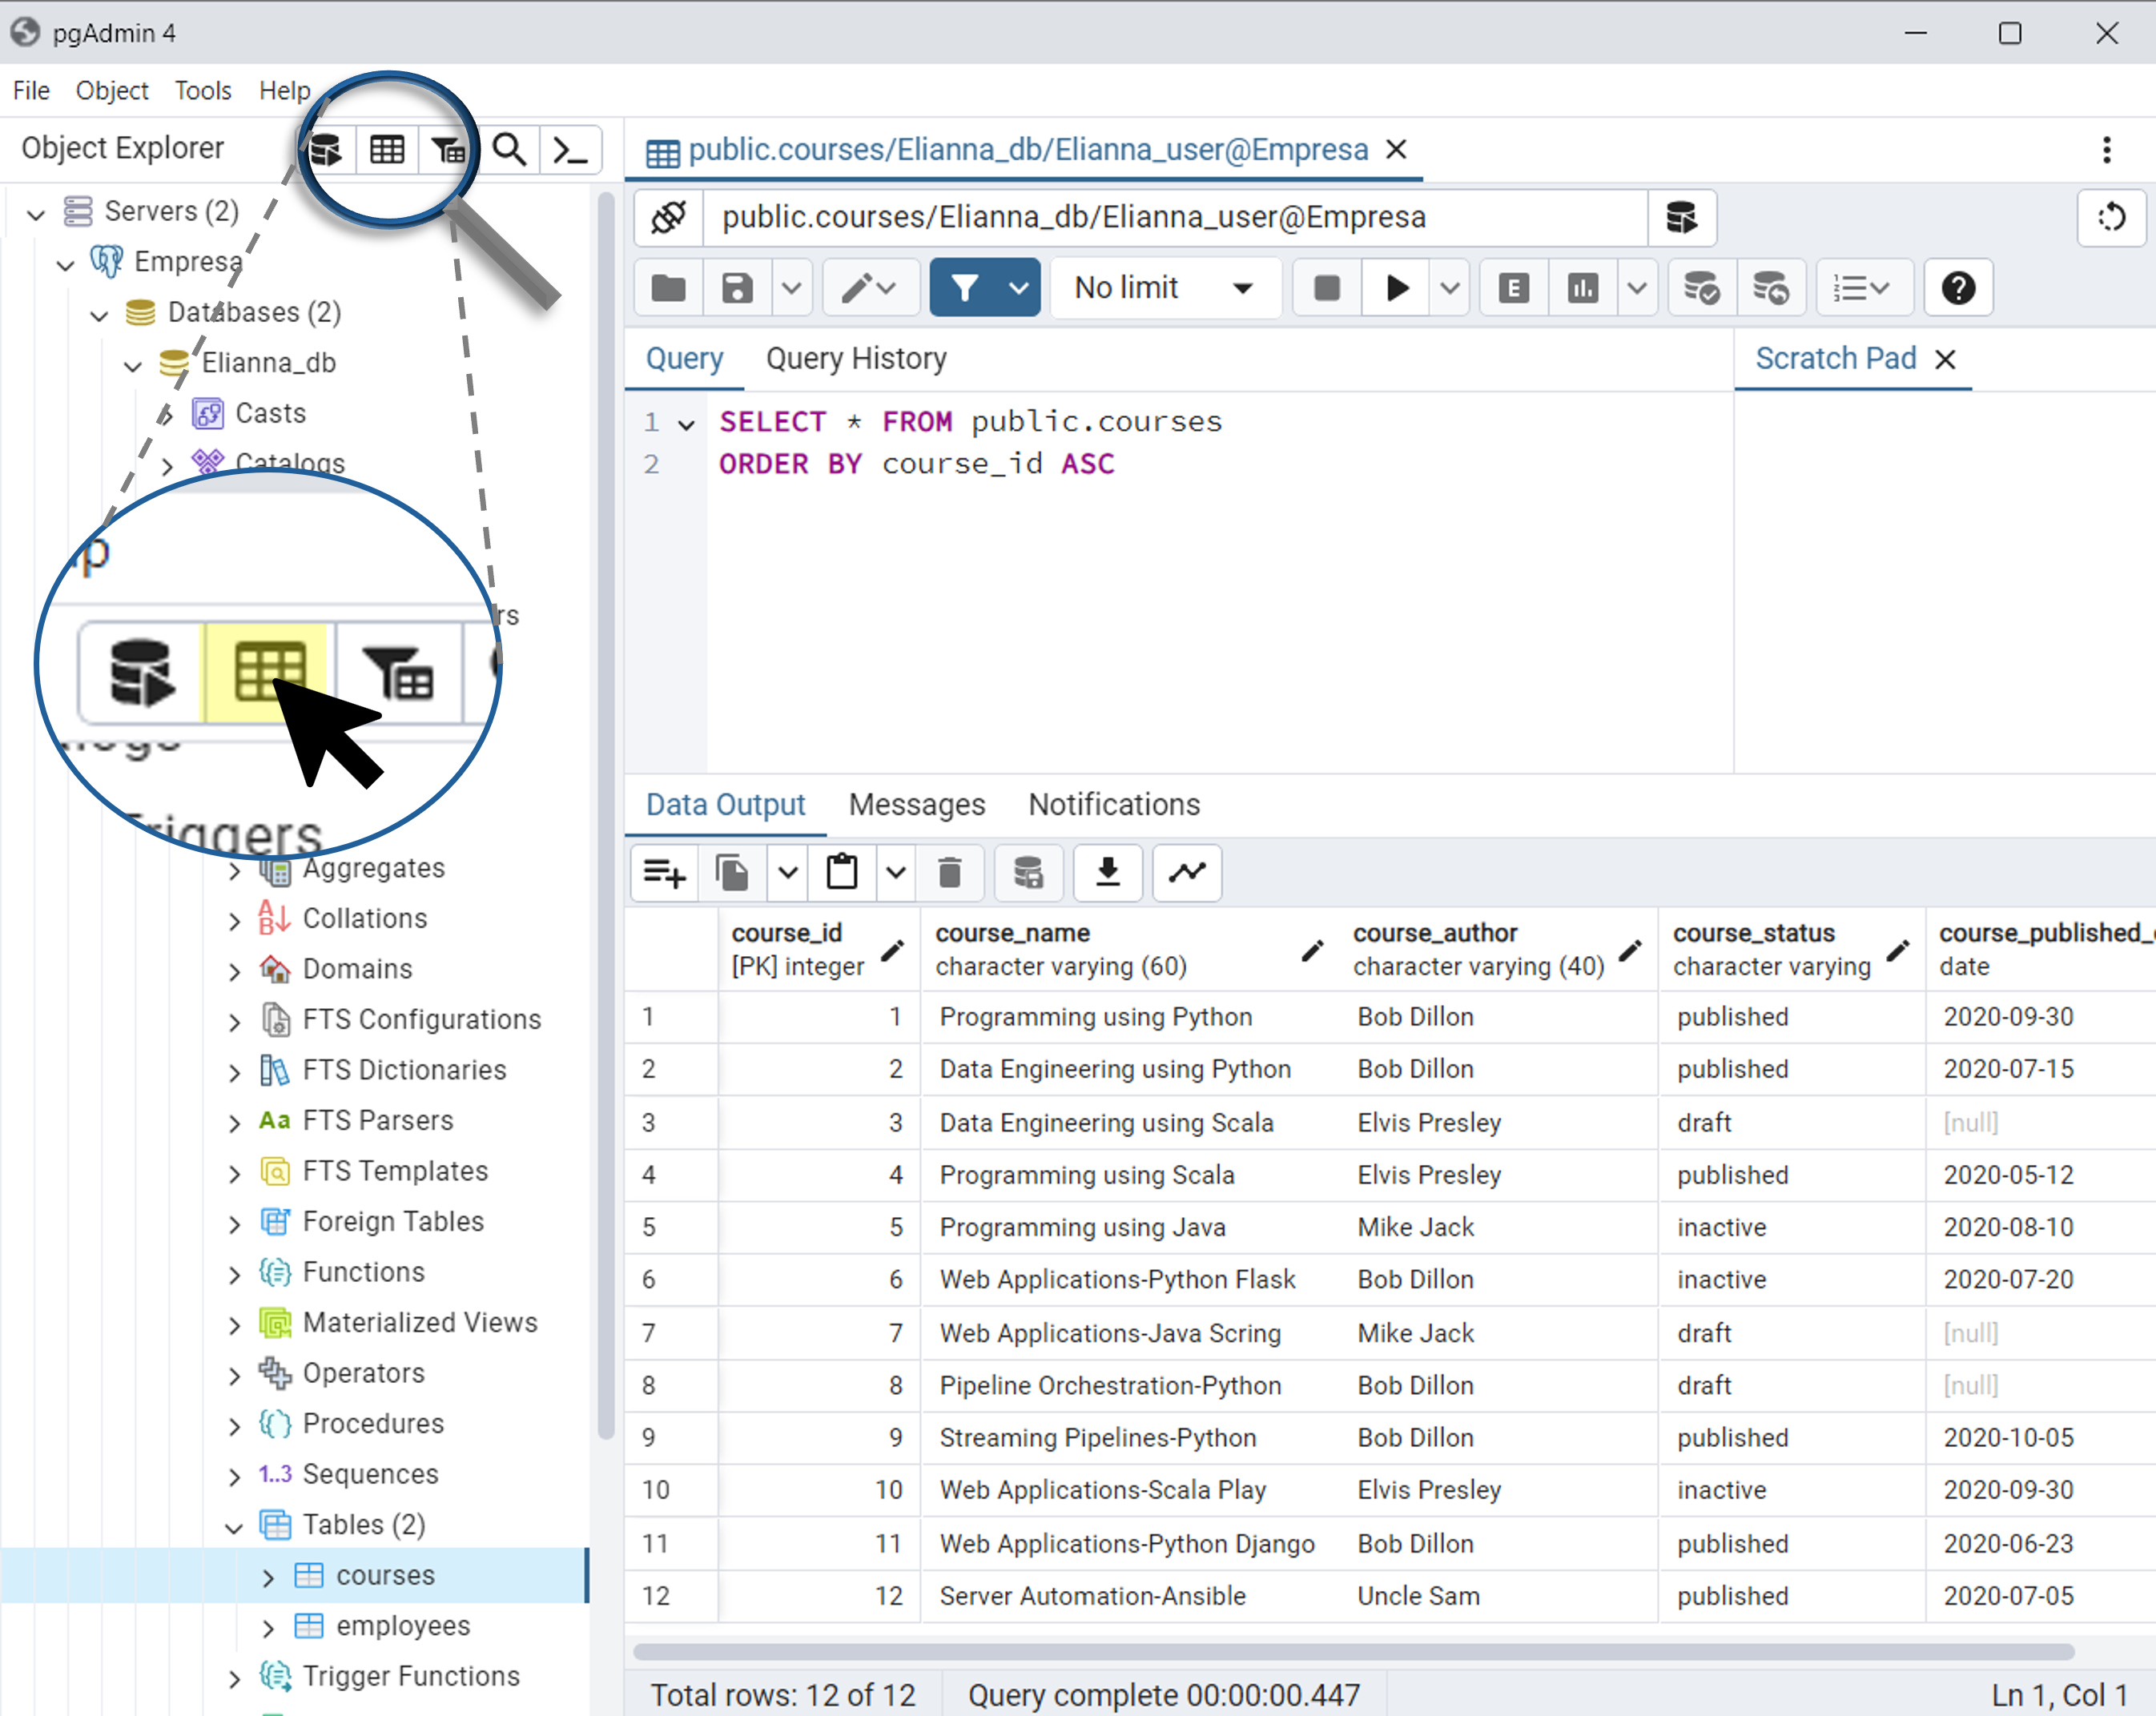 pgAdmin 4
File Object Tools Help
Object Explorer
Servers (2)
Empresa
Databases (2)
Elianna_db
Casts
Catalogs
p
rs
Triggers
Aggregates
Collations
Domains
FTS Configurations
FTS Dictionaries
Aa FTS Parsers
FTS Templates
Foreign Tables
Functions
Materialized Views
Operators
Procedures
1..3 Sequences
Tables (2)
courses
employees
Trigger Functions
public.courses/Elianna_db/Elianna_user@Empresa
public.courses/Elianna_db/Elianna_user@Empresa
No limit
E
Query Query History
Scratch Pad
1 SELECT * FROM public.courses
2 ORDER BY course_id ASC
Data Output Messages Notifications
course_id course_name course_author course_status course_published_
[PK] integer character varying (60) character varying (40) character varying date
1 1 Programming using Python Bob Dillon published 2020-09-30
2 2 Data Engineering using Python Bob Dillon published 2020-07-15
3 3 Data Engineering using Scala Elvis Presley draft [null]
4 4 Programming using Scala Elvis Presley published 2020-05-12
5 5 Programming using Java Mike Jack inactive 2020-08-10
6 6 Web Applications-Python Flask Bob Dillon inactive 2020-07-20
7 7 Web Applications-Java Scring Mike Jack draft [null]
8 8 Pipeline Orchestration-Python Bob Dillon draft [null]
9 9 Streaming Pipelines-Python Bob Dillon published 2020-10-05
10 10 Web Applications-Scala Play Elvis Presley inactive 2020-09-30
11 11 Web Applications-Python Django Bob Dillon published 2020-06-23
12 12 Server Automation-Ansible Uncle Sam published 2020-07-05
Total rows: 12 of 12 Query complete 00:00:00.447 Ln 1, Col 1